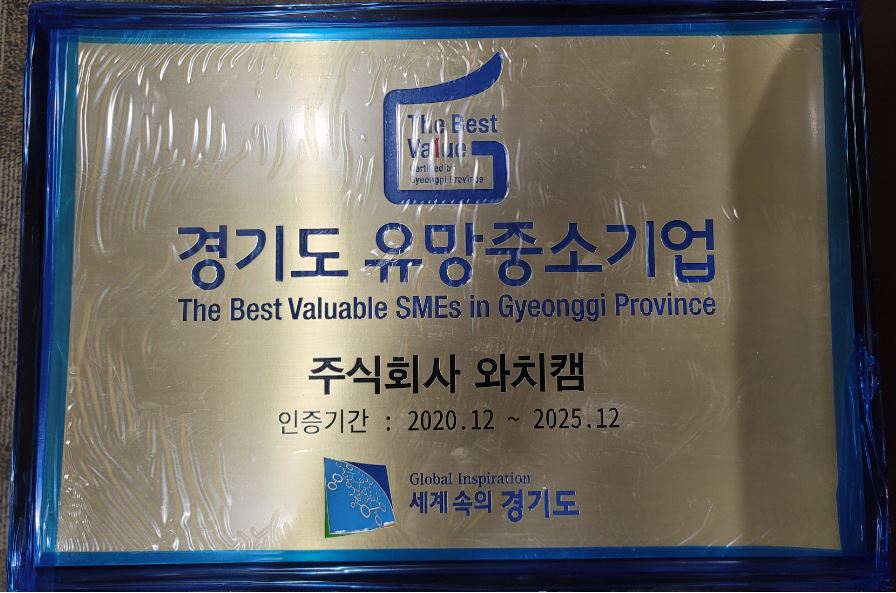 The Best
Value
Certified by
Gyeonggi Province
경기도 유망중소기업
The Best Valuable SMEs in Gyeonggi Province
주식회사 와치캠
인증기간 : 2020.12 ~ 2025.12
Global Inspiration
세계 속의 경기도